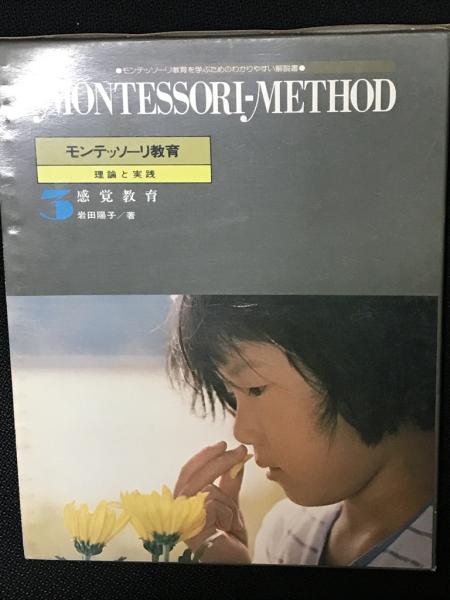 ●モンテッソーリ教育を学ぶためのわかりやすい解説書●
MONTESSORI-METHOD
モンテッソーリ教育
理論と実践
3 感覚教育
岩田陽子／著